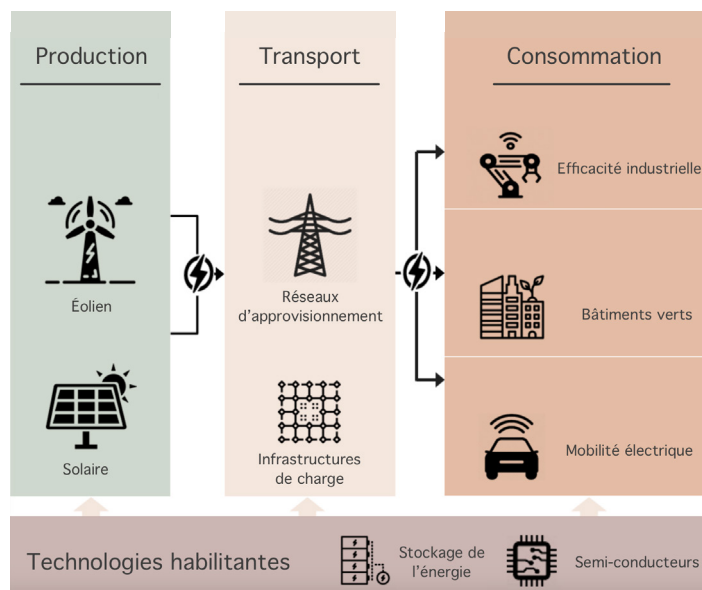 Production
Éolien
Solaire
Transport
Réseaux
d'approvisionnement
Infrastructures
de charge
Consommation
Efficacité industrielle
Bâtiments verts
Mobilité électrique
Technologies habilitantes
Stockage de
l'énergie
Semi-conducteurs